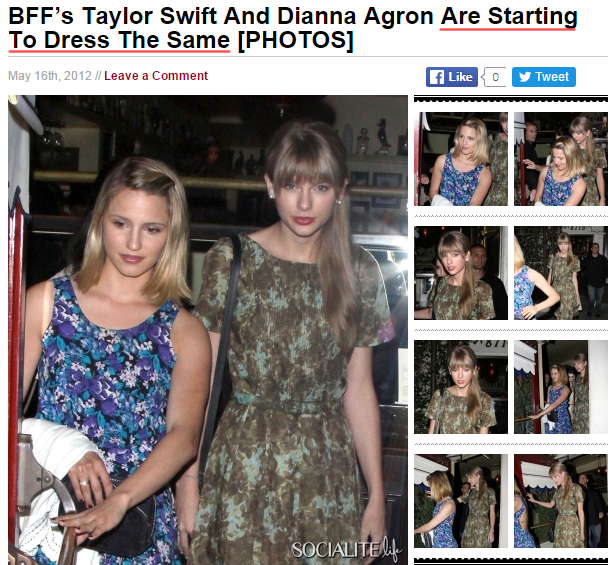 BFF’s Taylor Swift And Dianna Agron Are Starting
To Dress The Same [PHOTOS]
May 16th, 2012 // Leave a Comment
Like 0 Tweet
SOCIALITE life